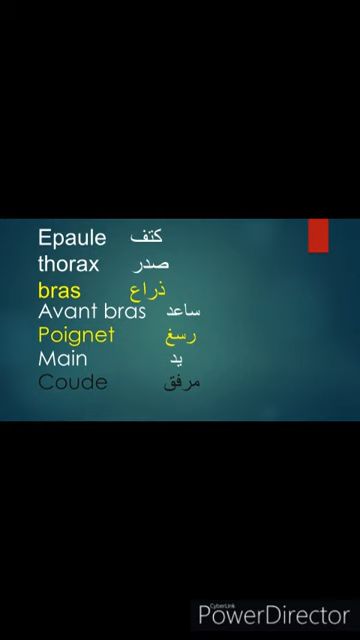 Epaule كتف
thorax صدر
bras ذراع
Avant bras ساعد
Poignet رسغ
Main يد
Coude مرفق
CyberLink
PowerDirector